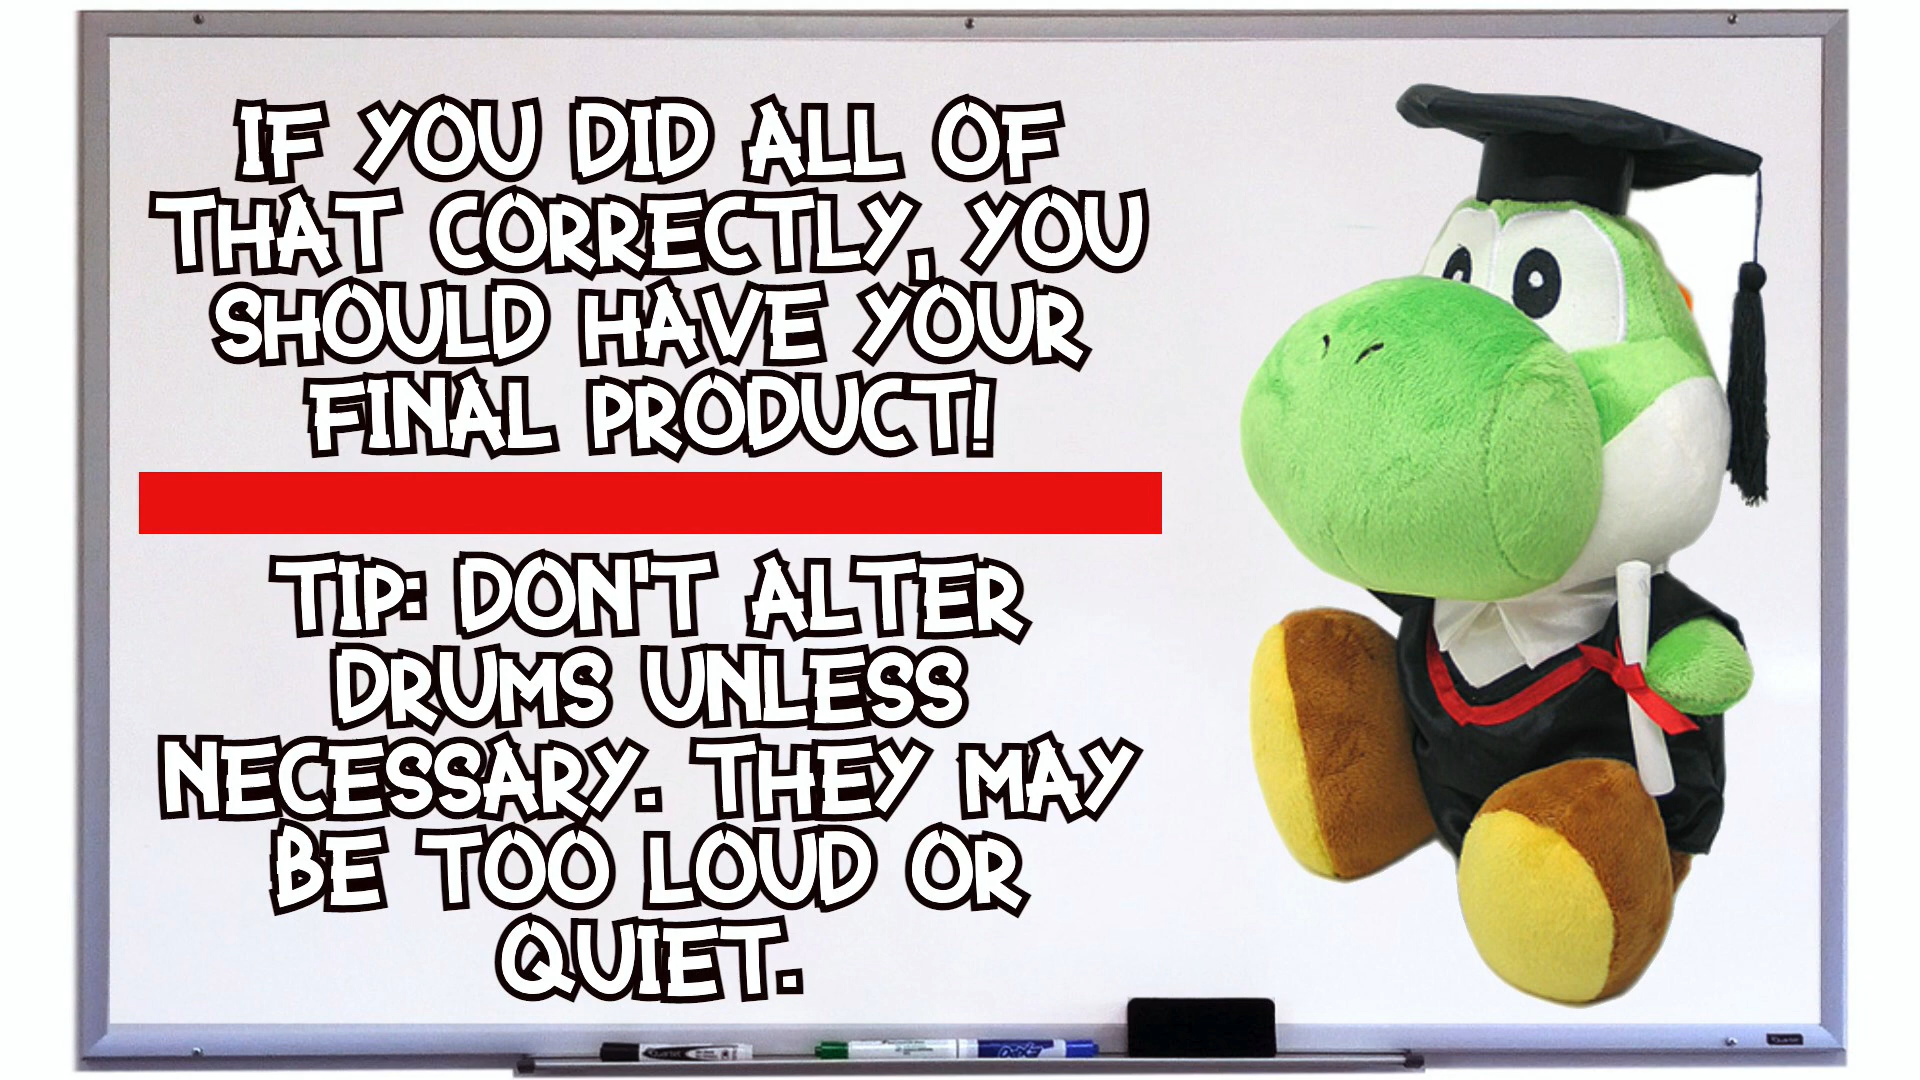 IF YOU DID ALL OF
THAT CORRECTLY, YOU
SHOULD HAVE YOUR
FINAL PRODUCT!
TIP: DON'T ALTER
DRUMS UNLESS
NECESSARY. THEY MAY
BE TOO LOUD OR
QUIET.
Quartet